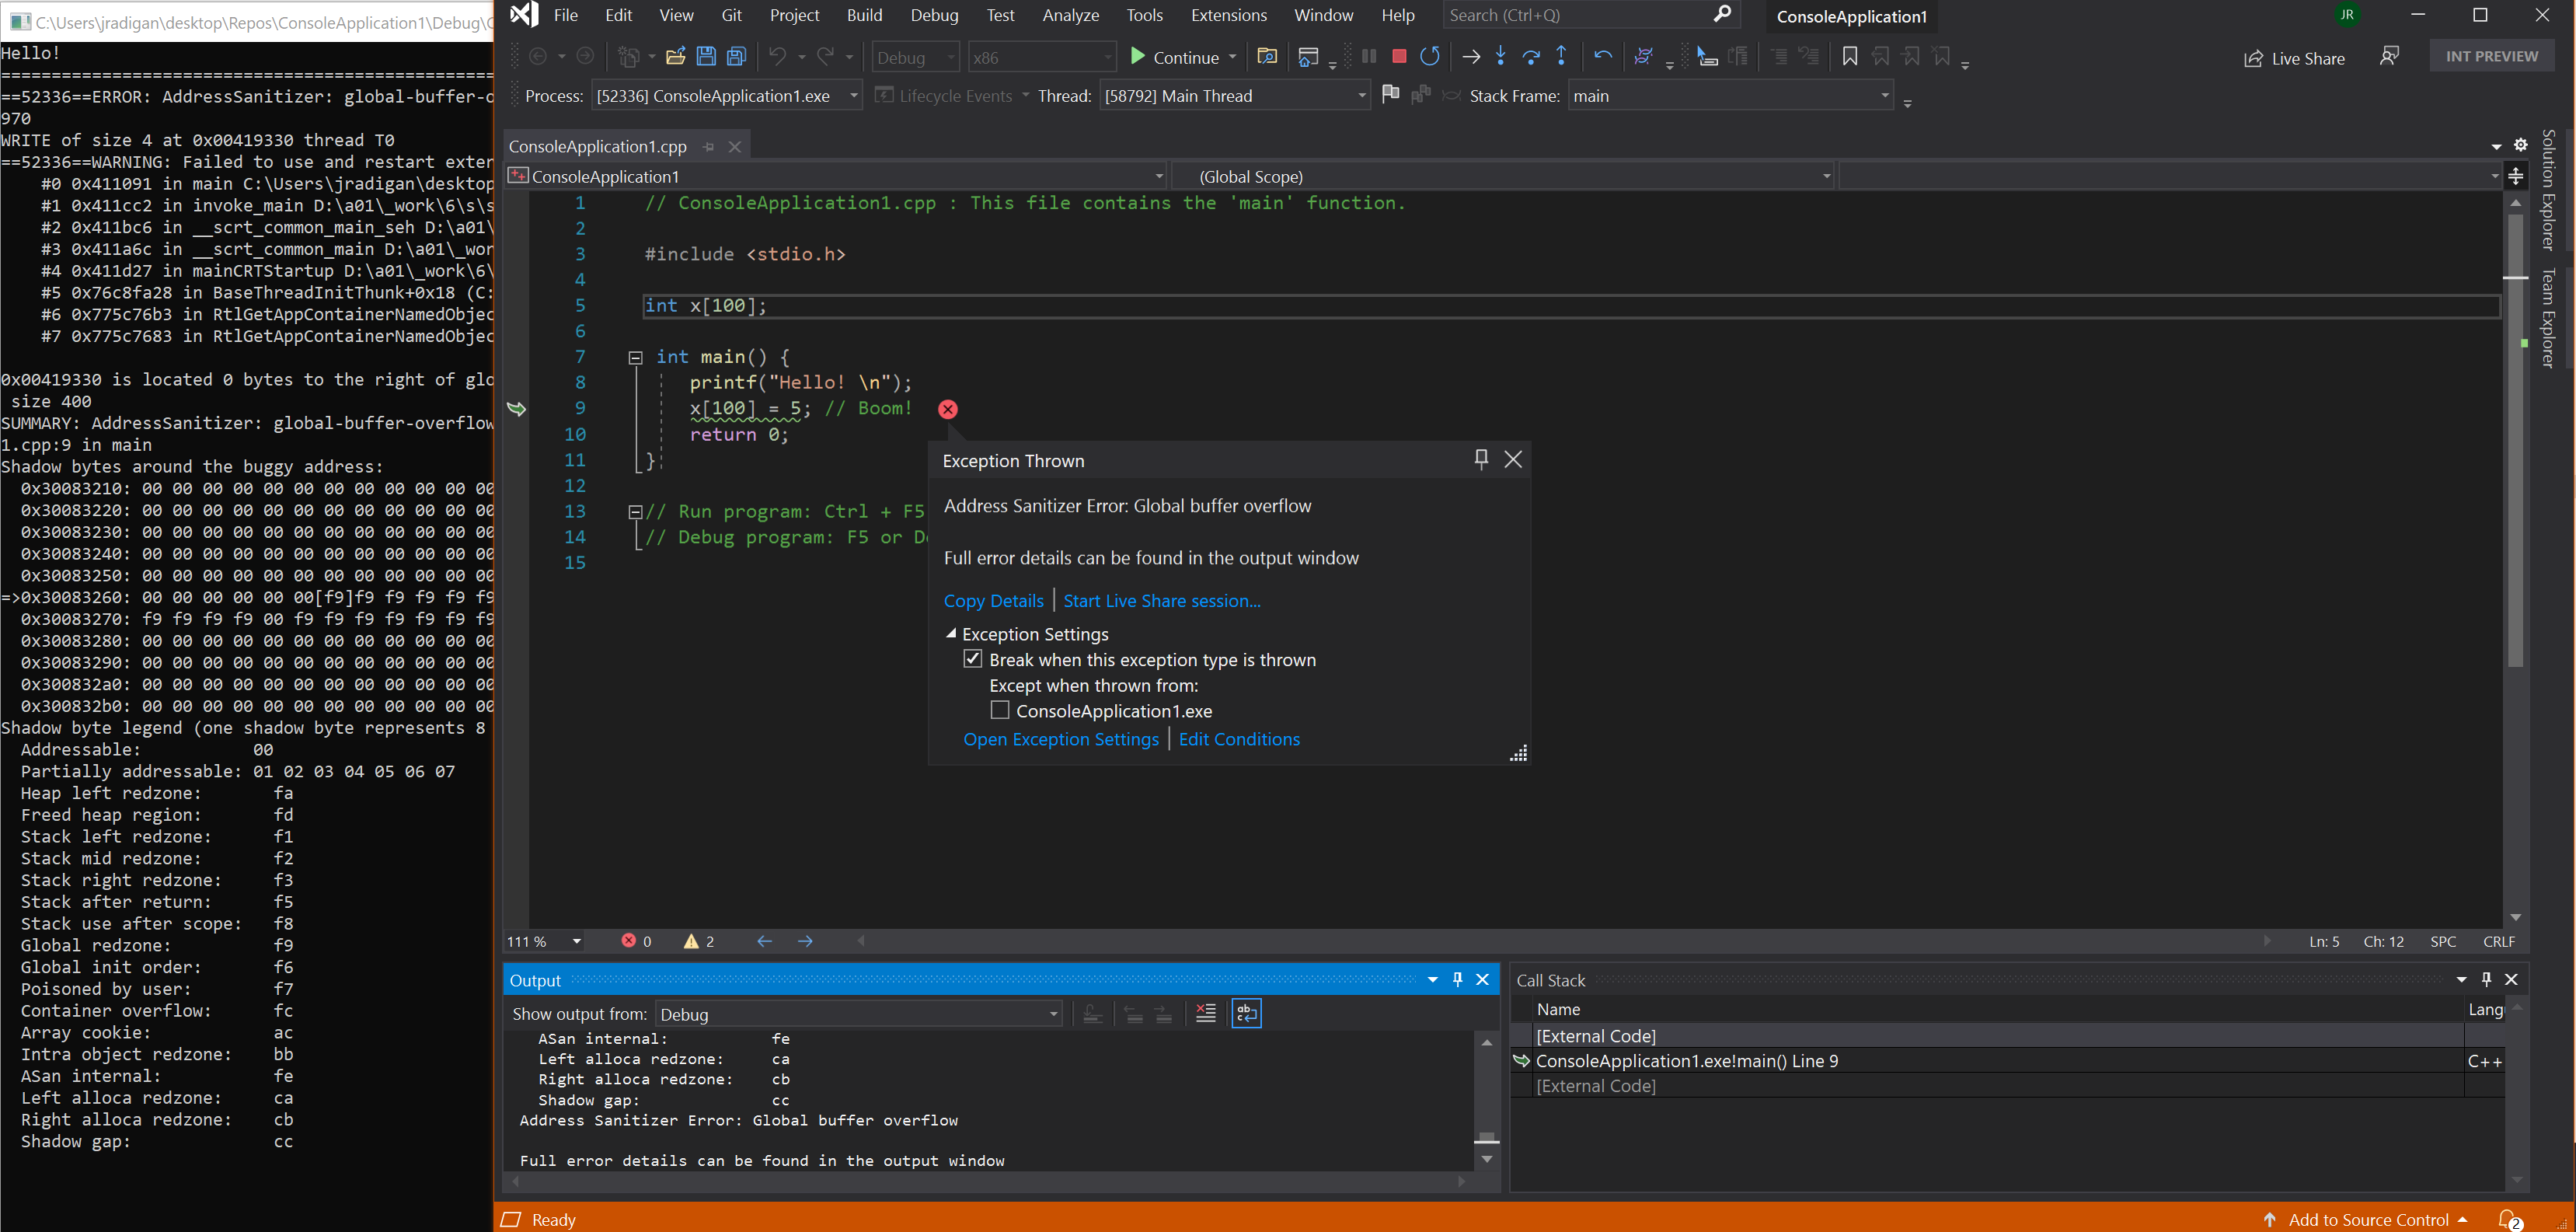 C:\Users\jradigan\desktop\Repos\ConsoleApplication1\Debug\C
Hello!
=================================================
==52336==ERROR: AddressSanitizer: global-buffer-o
970
WRITE of size 4 at 0x00419330 thread T0
==52336==WARNING: Failed to use and restart exter
#0 0x411091 in main C:\Users\jradigan\desktop
#1 0x411cc2 in invoke_main D:\a01\_work\6\s\s
#2 0x411bc6 in __scrt_common_main_seh D:\a01\
#3 0x411a6c in __scrt_common_main D:\a01\_wor
#4 0x411d27 in mainCRTStartup D:\a01\_work\6\
#5 0x76c8fa28 in BaseThreadInitThunk+0x18 (C:
#6 0x775c76b3 in RtlGetAppContainerNamedObjec
#7 0x775c7683 in RtlGetAppContainerNamedObjec
0x00419330 is located 0 bytes to the right of glo
size 400
SUMMARY: AddressSanitizer: global-buffer-overflow
1.cpp:9 in main
Shadow bytes around the buggy address:
0x30083210: 00 00 00 00 00 00 00 00 00 00 00 00
0x30083220: 00 00 00 00 00 00 00 00 00 00 00 00
0x30083230: 00 00 00 00 00 00 00 00 00 00 00 00
0x30083240: 00 00 00 00 00 00 00 00 00 00 00 00
0x30083250: 00 00 00 00 00 00 00 00 00 00 00 00
=>0x30083260: 00 00 00 00 00 00[f9]f9 f9 f9 f9 f9
0x30083270: f9 f9 f9 f9 00 f9 f9 f9 f9 f9 f9 f9
0x30083280: 00 00 00 00 00 00 00 00 00 00 00 00
0x30083290: 00 00 00 00 00 00 00 00 00 00 00 00
0x300832a0: 00 00 00 00 00 00 00 00 00 00 00 00
0x300832b0: 00 00 00 00 00 00 00 00 00 00 00 00
Shadow byte legend (one shadow byte represents 8
Addressable: 00
Partially addressable: 01 02 03 04 05 06 07
Heap left redzone: fa
Freed heap region: fd
Stack left redzone: f1
Stack mid redzone: f2
Stack right redzone: f3
Stack after return: f5
Stack use after scope: f8
Global redzone: f9
Global init order: f6
Poisoned by user: f7
Container overflow: fc
Array cookie: ac
Intra object redzone: bb
ASan internal: fe
Left alloca redzone: ca
Right alloca redzone: cb
Shadow gap: cc
File Edit View Git Project Build Debug Test Analyze Tools Extensions Window Help Search (Ctrl+Q) ConsoleApplication1 JR
Debug x86 Continue Live Share INT PREVIEW
Process: [52336] ConsoleApplication1.exe Lifecycle Events Thread: [58792] Main Thread Stack Frame: main
ConsoleApplication1.cpp
ConsoleApplication1 (Global Scope)
1 // ConsoleApplication1.cpp : This file contains the 'main' function.
2
3 #include <stdio.h>
4
5 int x[100];
6
7 int main() {
8 printf("Hello! \n");
9 x[100] = 5; // Boom!
10 return 0;
11 }
12
13 // Run program: Ctrl + F5
14 // Debug program: F5 or De
15
Exception Thrown
Address Sanitizer Error: Global buffer overflow
Full error details can be found in the output window
Copy Details | Start Live Share session...
Exception Settings
Break when this exception type is thrown
Except when thrown from:
ConsoleApplication1.exe
Open Exception Settings | Edit Conditions
Solution Explorer
Team Explorer
111 % 0 2 Ln: 5 Ch: 12 SPC CRLF
Output
Show output from: Debug
ASan internal: fe
Left alloca redzone: ca
Right alloca redzone: cb
Shadow gap: cc
Address Sanitizer Error: Global buffer overflow
Full error details can be found in the output window
Call Stack
Name Lang
[External Code]
ConsoleApplication1.exe!main() Line 9 C++
[External Code]
Ready Add to Source Control 2